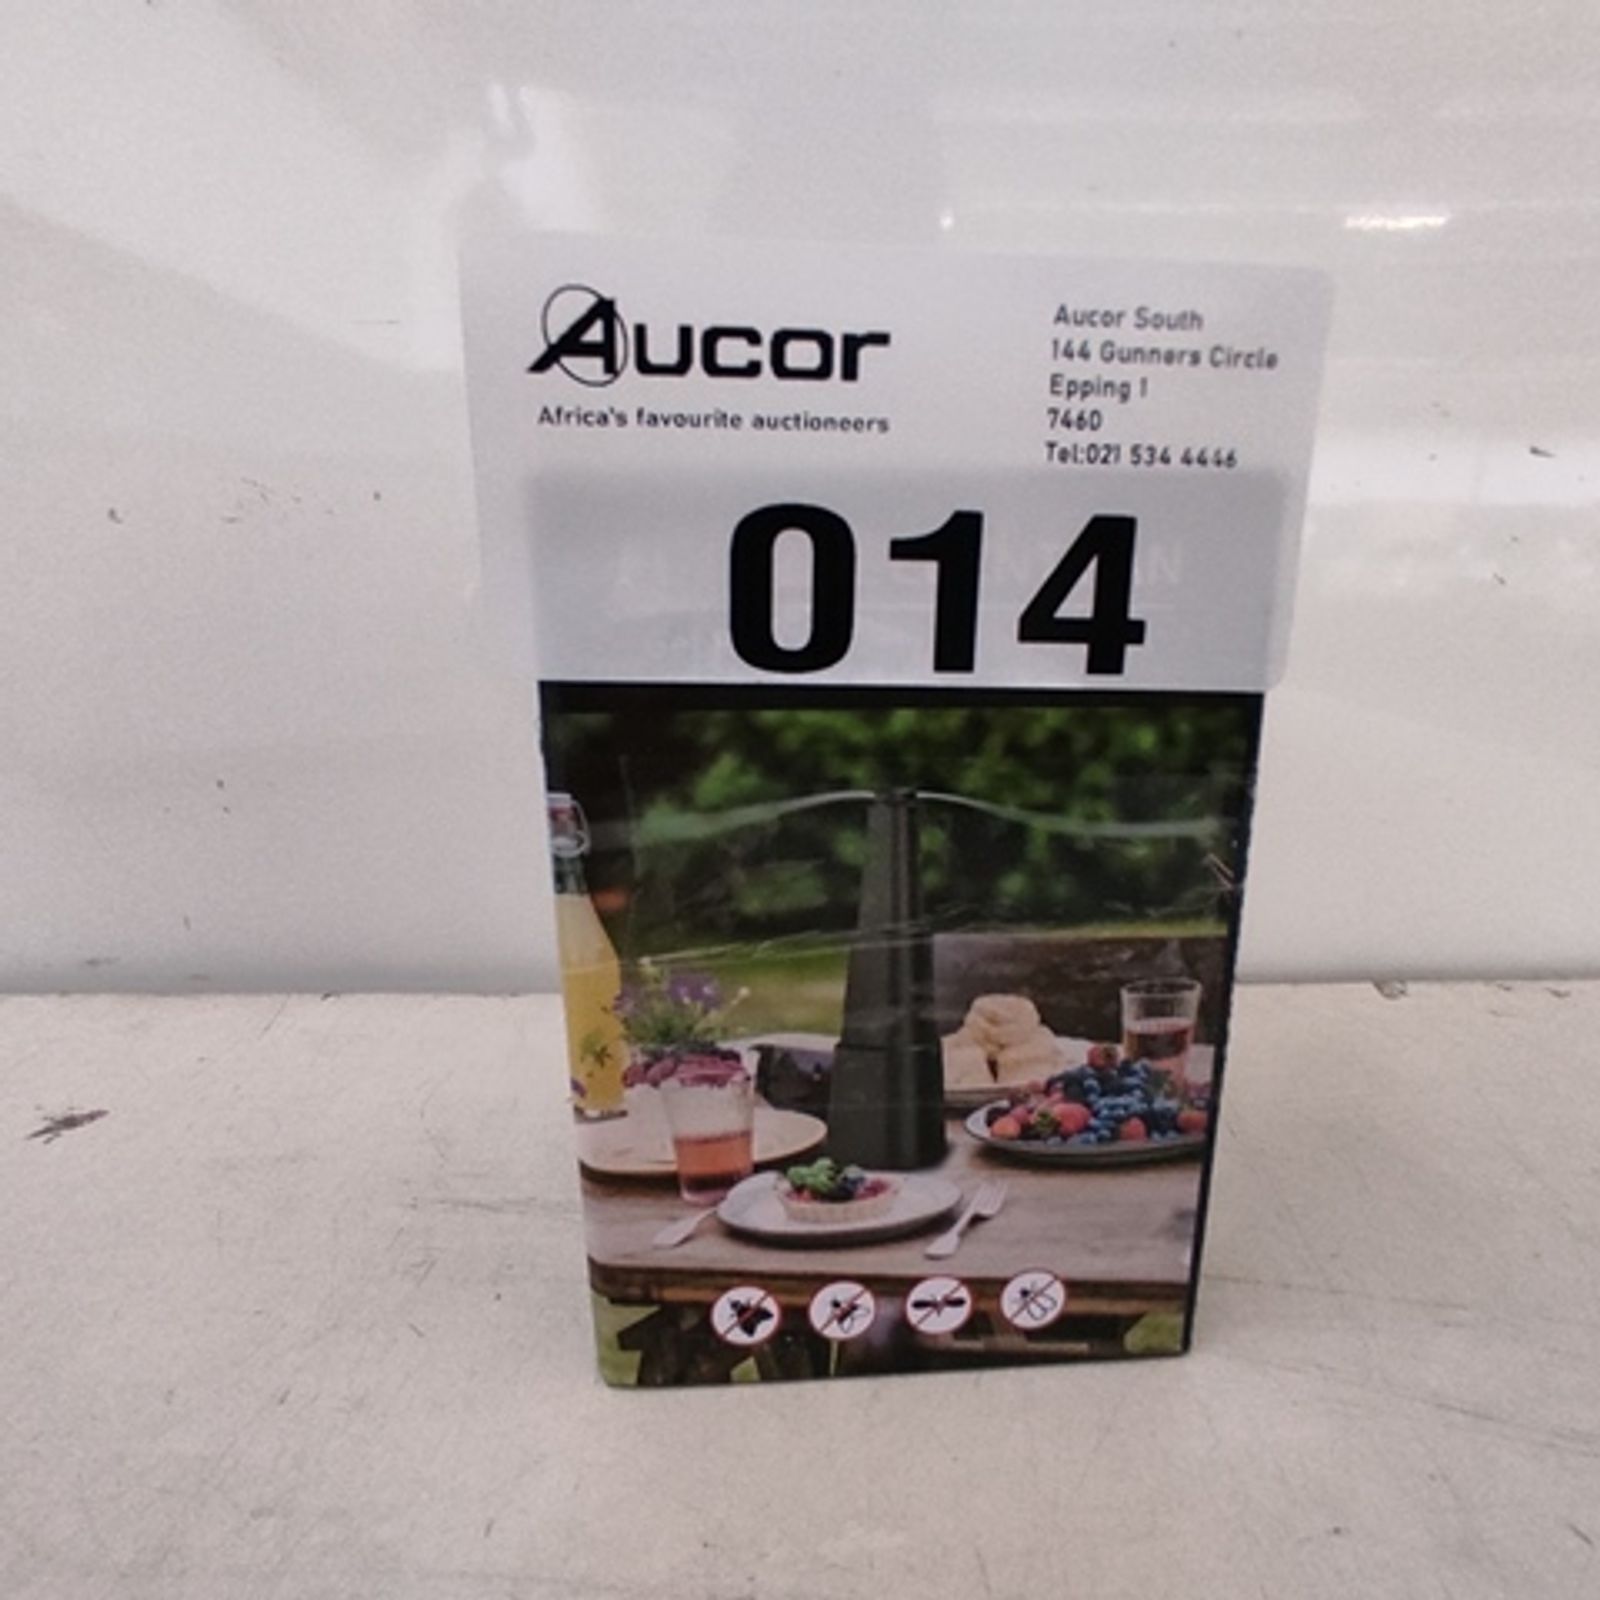 Aucor
Africa's favourite auctioneers
Aucor South
144 Gunners Circle
Epping 1
7460
Tel:021 534 4446
014